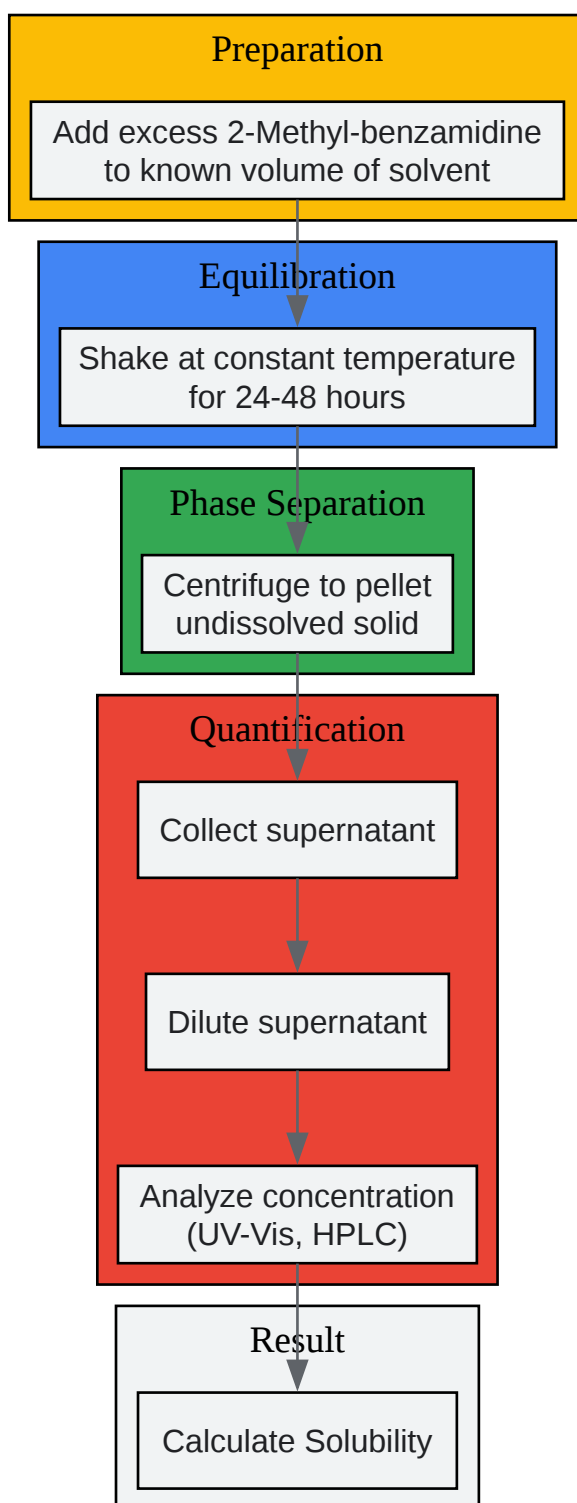 Preparation
Add excess 2-Methyl-benzamidine
to known volume of solvent
Equilibration
Shake at constant temperature
for 24-48 hours
Phase Separation
Centrifuge to pellet
undissolved solid
Quantification
Collect supernatant
Dilute supernatant
Analyze concentration
(UV-Vis, HPLC)
Result
Calculate Solubility